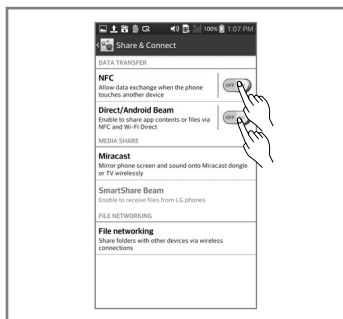 100% 1:07 PM
Share & Connect
DATA TRANSFER
NFC
Allow data exchange when the phone
touches another device
OFF
Direct/Android Beam
Enable to share app contents or files via
NFC and Wi-Fi Direct
OFF
MEDIA SHARE
Miracast
Mirror phone screen and sound onto Miracast dongle
or TV wirelessly
SmartShare Beam
Enable to receive files from LG phones
FILE NETWORKING
File networking
Share folders with other devices via wireless
connections